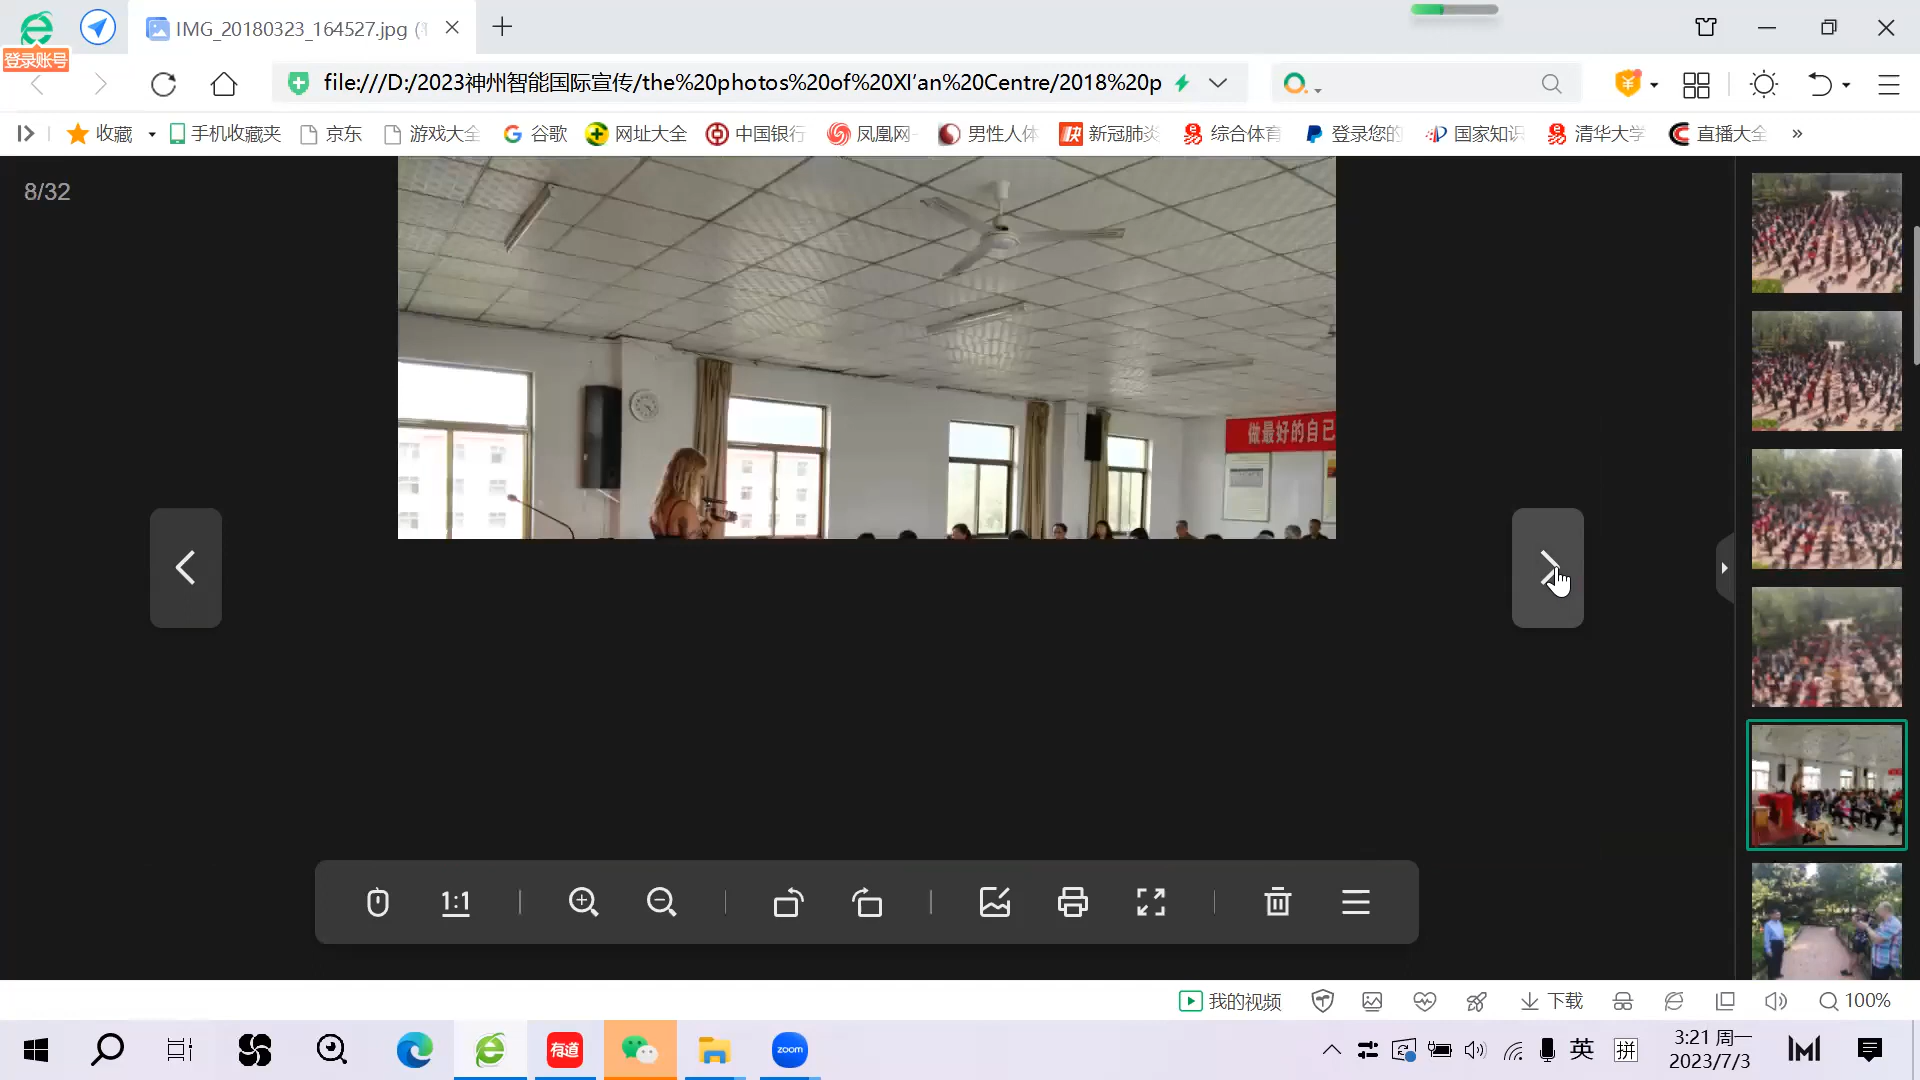 IMG_20180323_164527.jpg
登录账号
file:///D:/2023神州智能国际宣传/the%20photos%20of%20XI'an%20Centre/2018%20p
收藏 手机收藏夹 京东 游戏大全 谷歌 网址大全 中国银行 凤凰网- 男性人体 新冠肺炎 综合体育 登录您的 国家知识 清华大学 直播大全 »
8/32
做最好的自己
1:1
我的视频 下载 100%
有道 zoom 英 拼 3:21 周一
2023/7/3